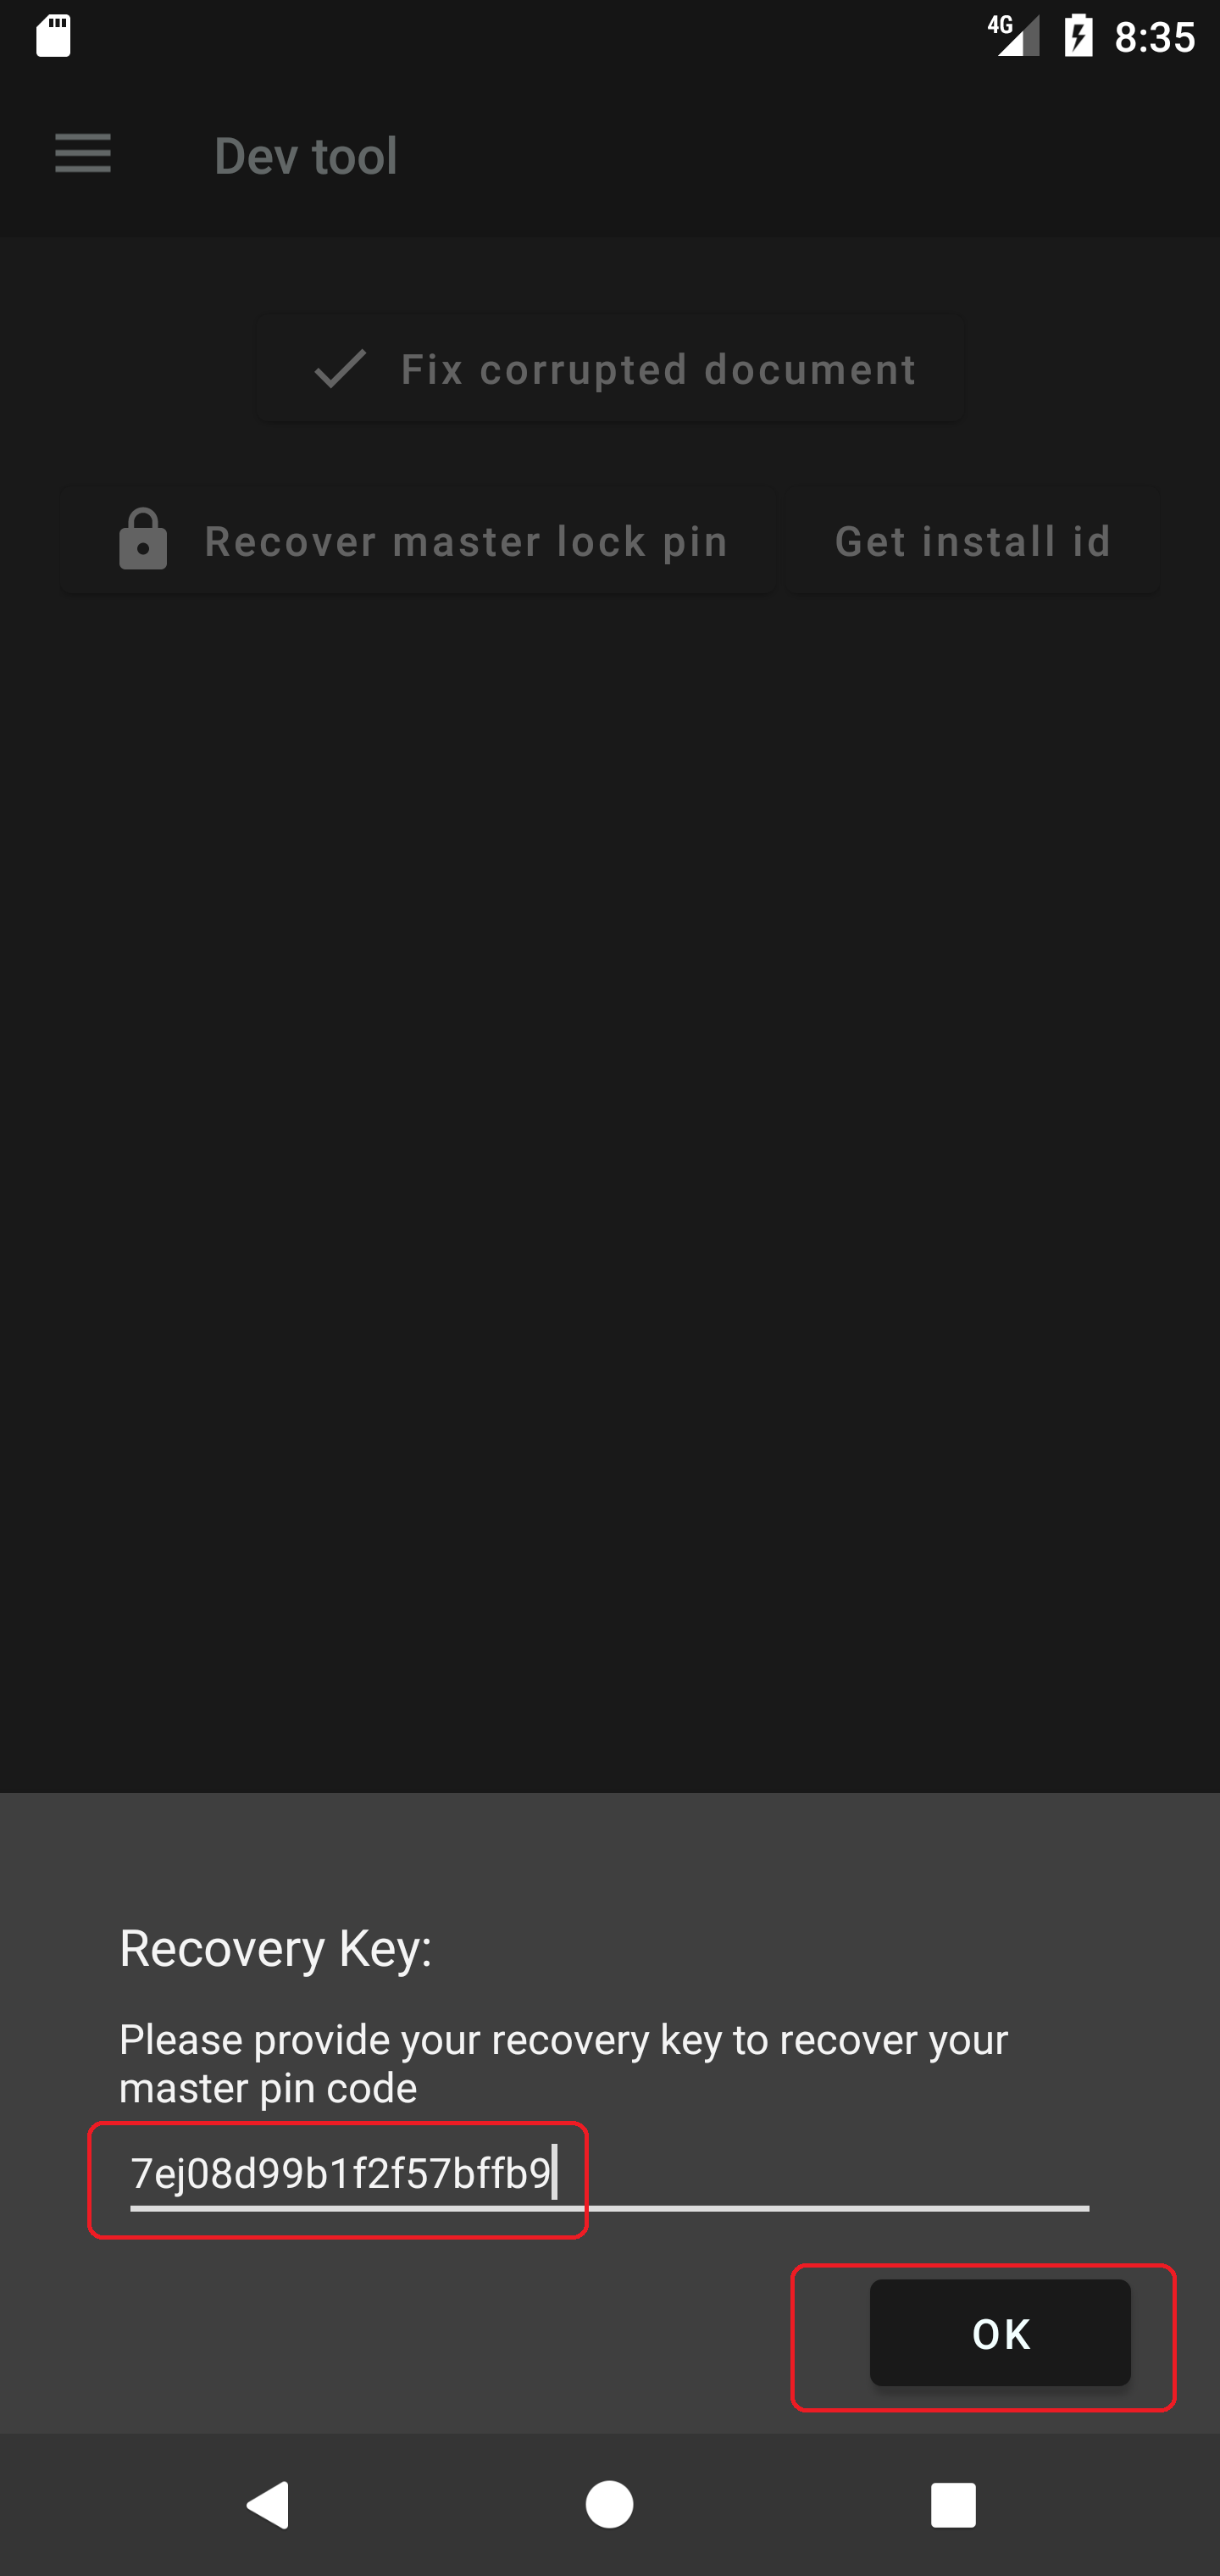 4G 8:35
Dev tool
Fix corrupted document
Recover master lock pin Get install id
Recovery Key:
Please provide your recovery key to recover your
master pin code
7ej08d99b1f2f57bffb9
OK